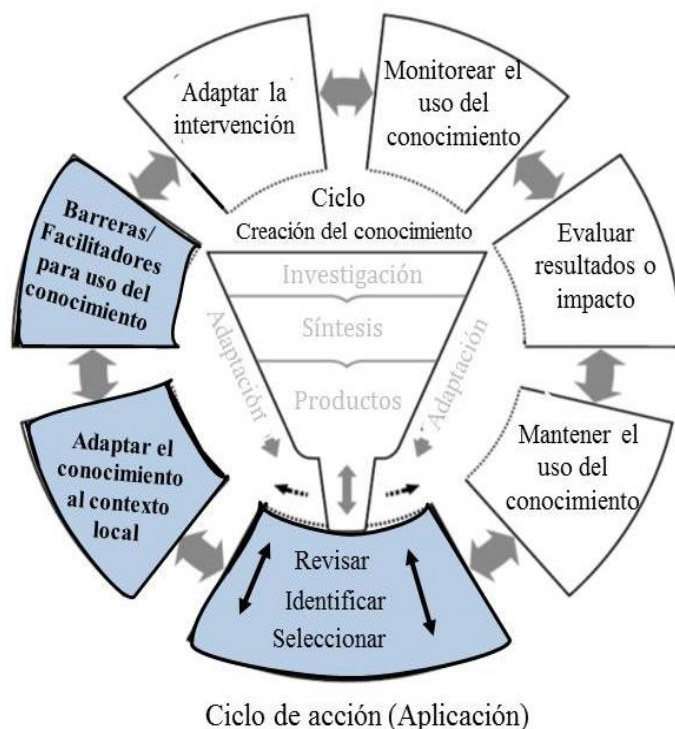 Adaptar la
intervención
Monitorear el
uso del
conocimiento
Barreras/
Facilitadores
para uso del
conocimiento
Ciclo
Creación del conocimiento
Evaluar
resultados o
impacto
Investigación
Síntesis
Productos
Adaptación
Adaptación
Adaptar el
conocimiento
al contexto
local
Mantener el
uso del
conocimiento
Revisar
Identificar
Seleccionar
Ciclo de acción (Aplicación)